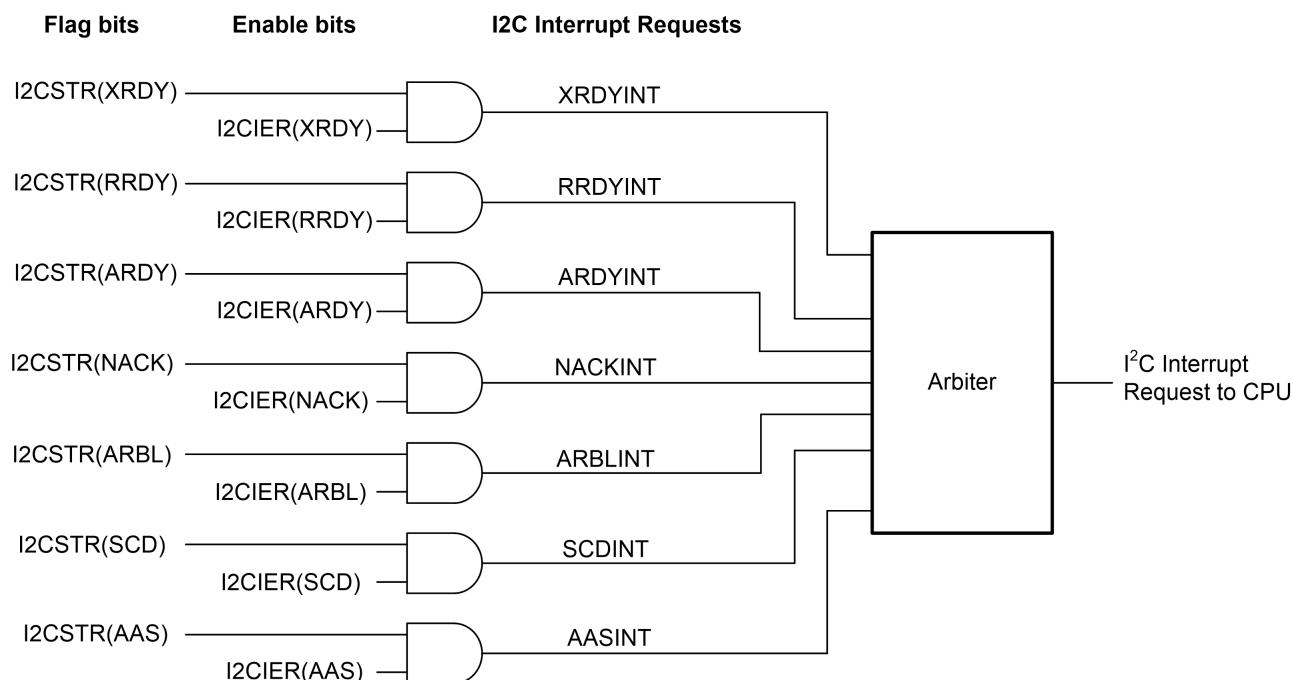 Flag bits Enable bits I2C Interrupt Requests
I2CSTR(XRDY)
XRDYINT
I2CIER(XRDY)
I2CSTR(RRDY)
RRDYINT
I2CIER(RRDY)
I2CSTR(ARDY)
ARDYINT
I2CIER(ARDY)
I2CSTR(NACK)
NACKINT
I2CIER(NACK)
Arbiter
I²C Interrupt
Request to CPU
I2CSTR(ARBL)
ARBLINT
I2CIER(ARBL)
I2CSTR(SCD)
SCDINT
I2CIER(SCD)
I2CSTR(AAS)
AASINT
I2CIER(AAS)